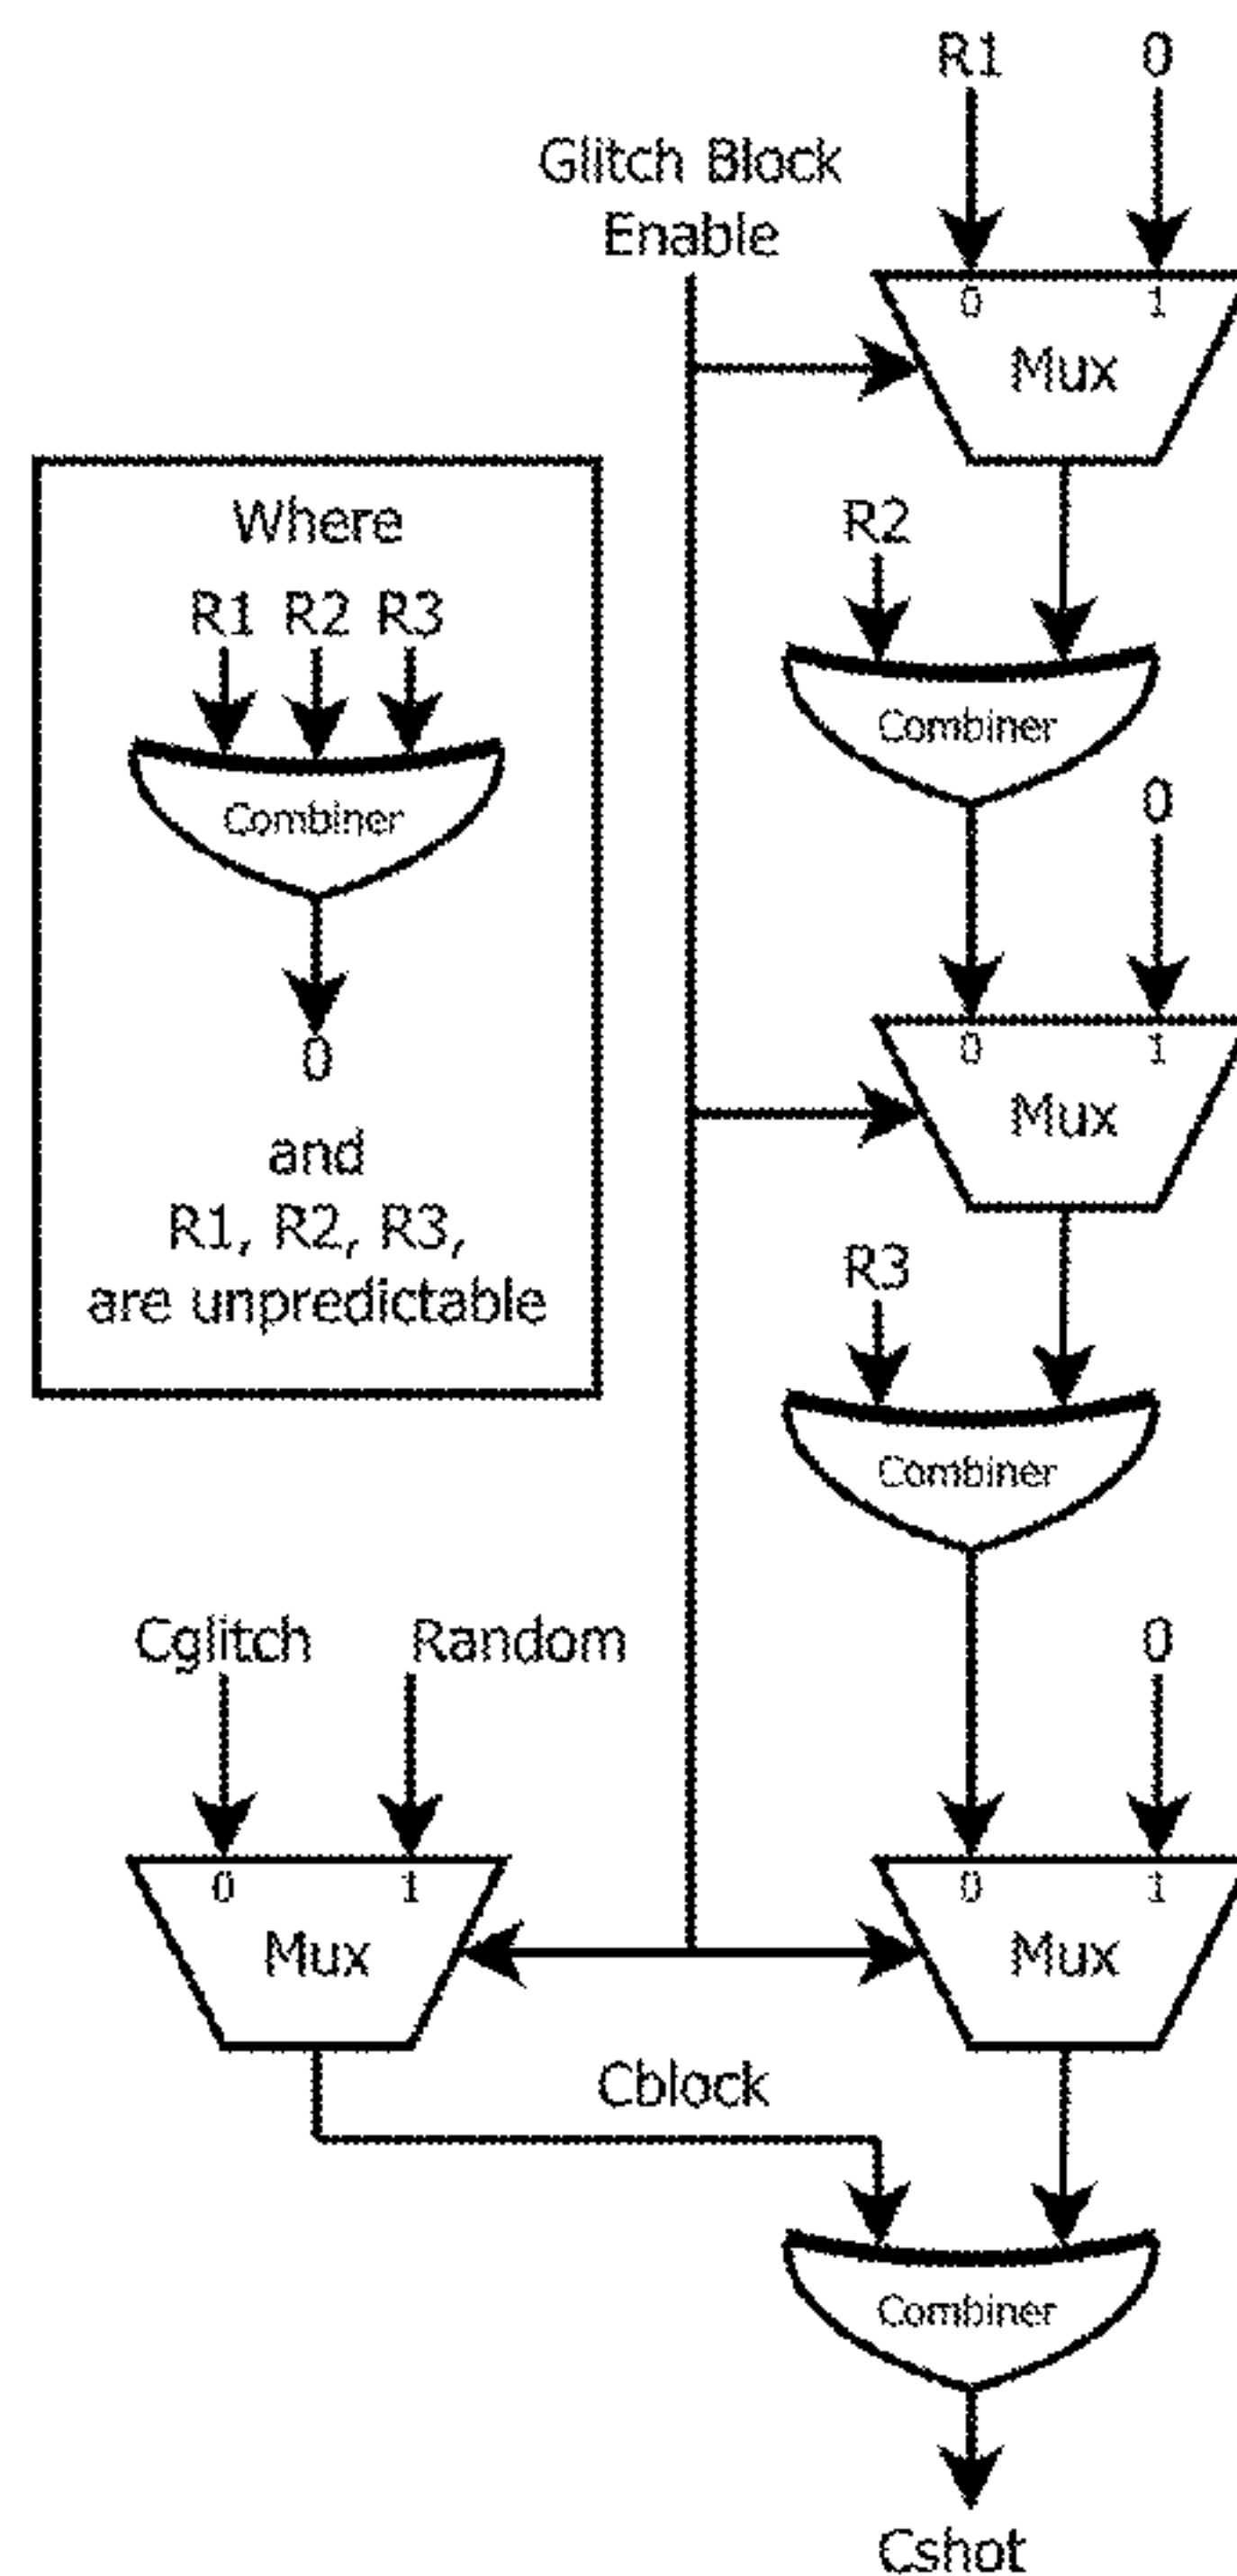 R1 0
Glitch Block
Enable
0 1
Mux
Where
R1 R2 R3
Combiner
0
and
R1, R2, R3,
are unpredictable
R2
Combiner
0
0 1
Mux
R3
Combiner
Cglitch Random
0
0 1
Mux
0 1
Mux
Cblock
Combiner
Cshot